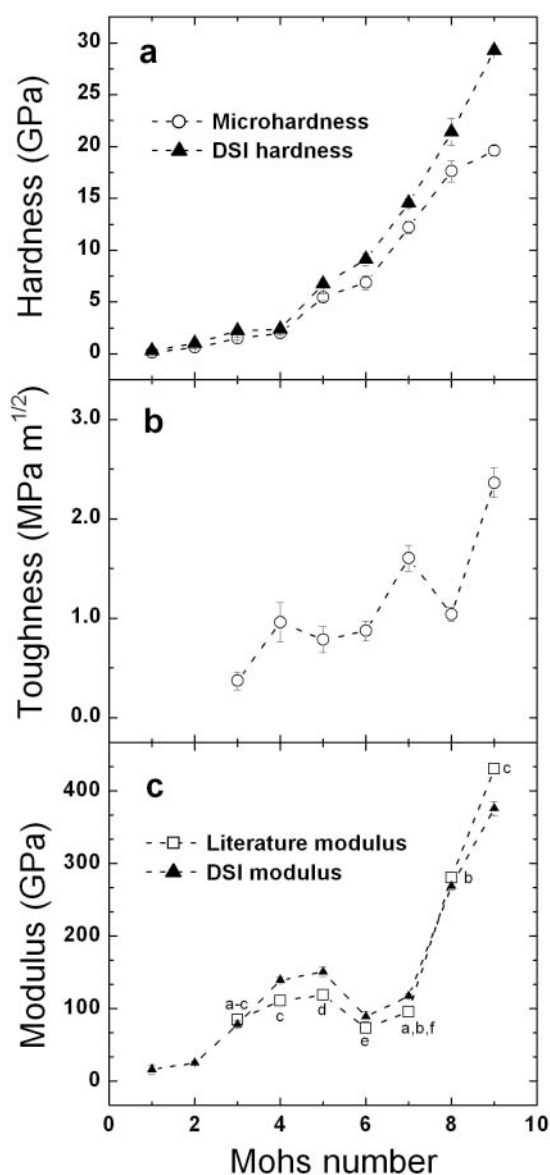 a
Hardness (GPa)
30
25
20
15
10
5
0
Microhardness
DSI hardness
b
Toughness (MPa m^1/2)
3.0
2.0
1.0
0.0
c
Modulus (GPa)
400
300
200
100
0
Literature modulus
DSI modulus
a-c
c
d
e
a,b,f
b
c
0 2 4 6 8 10
Mohs number